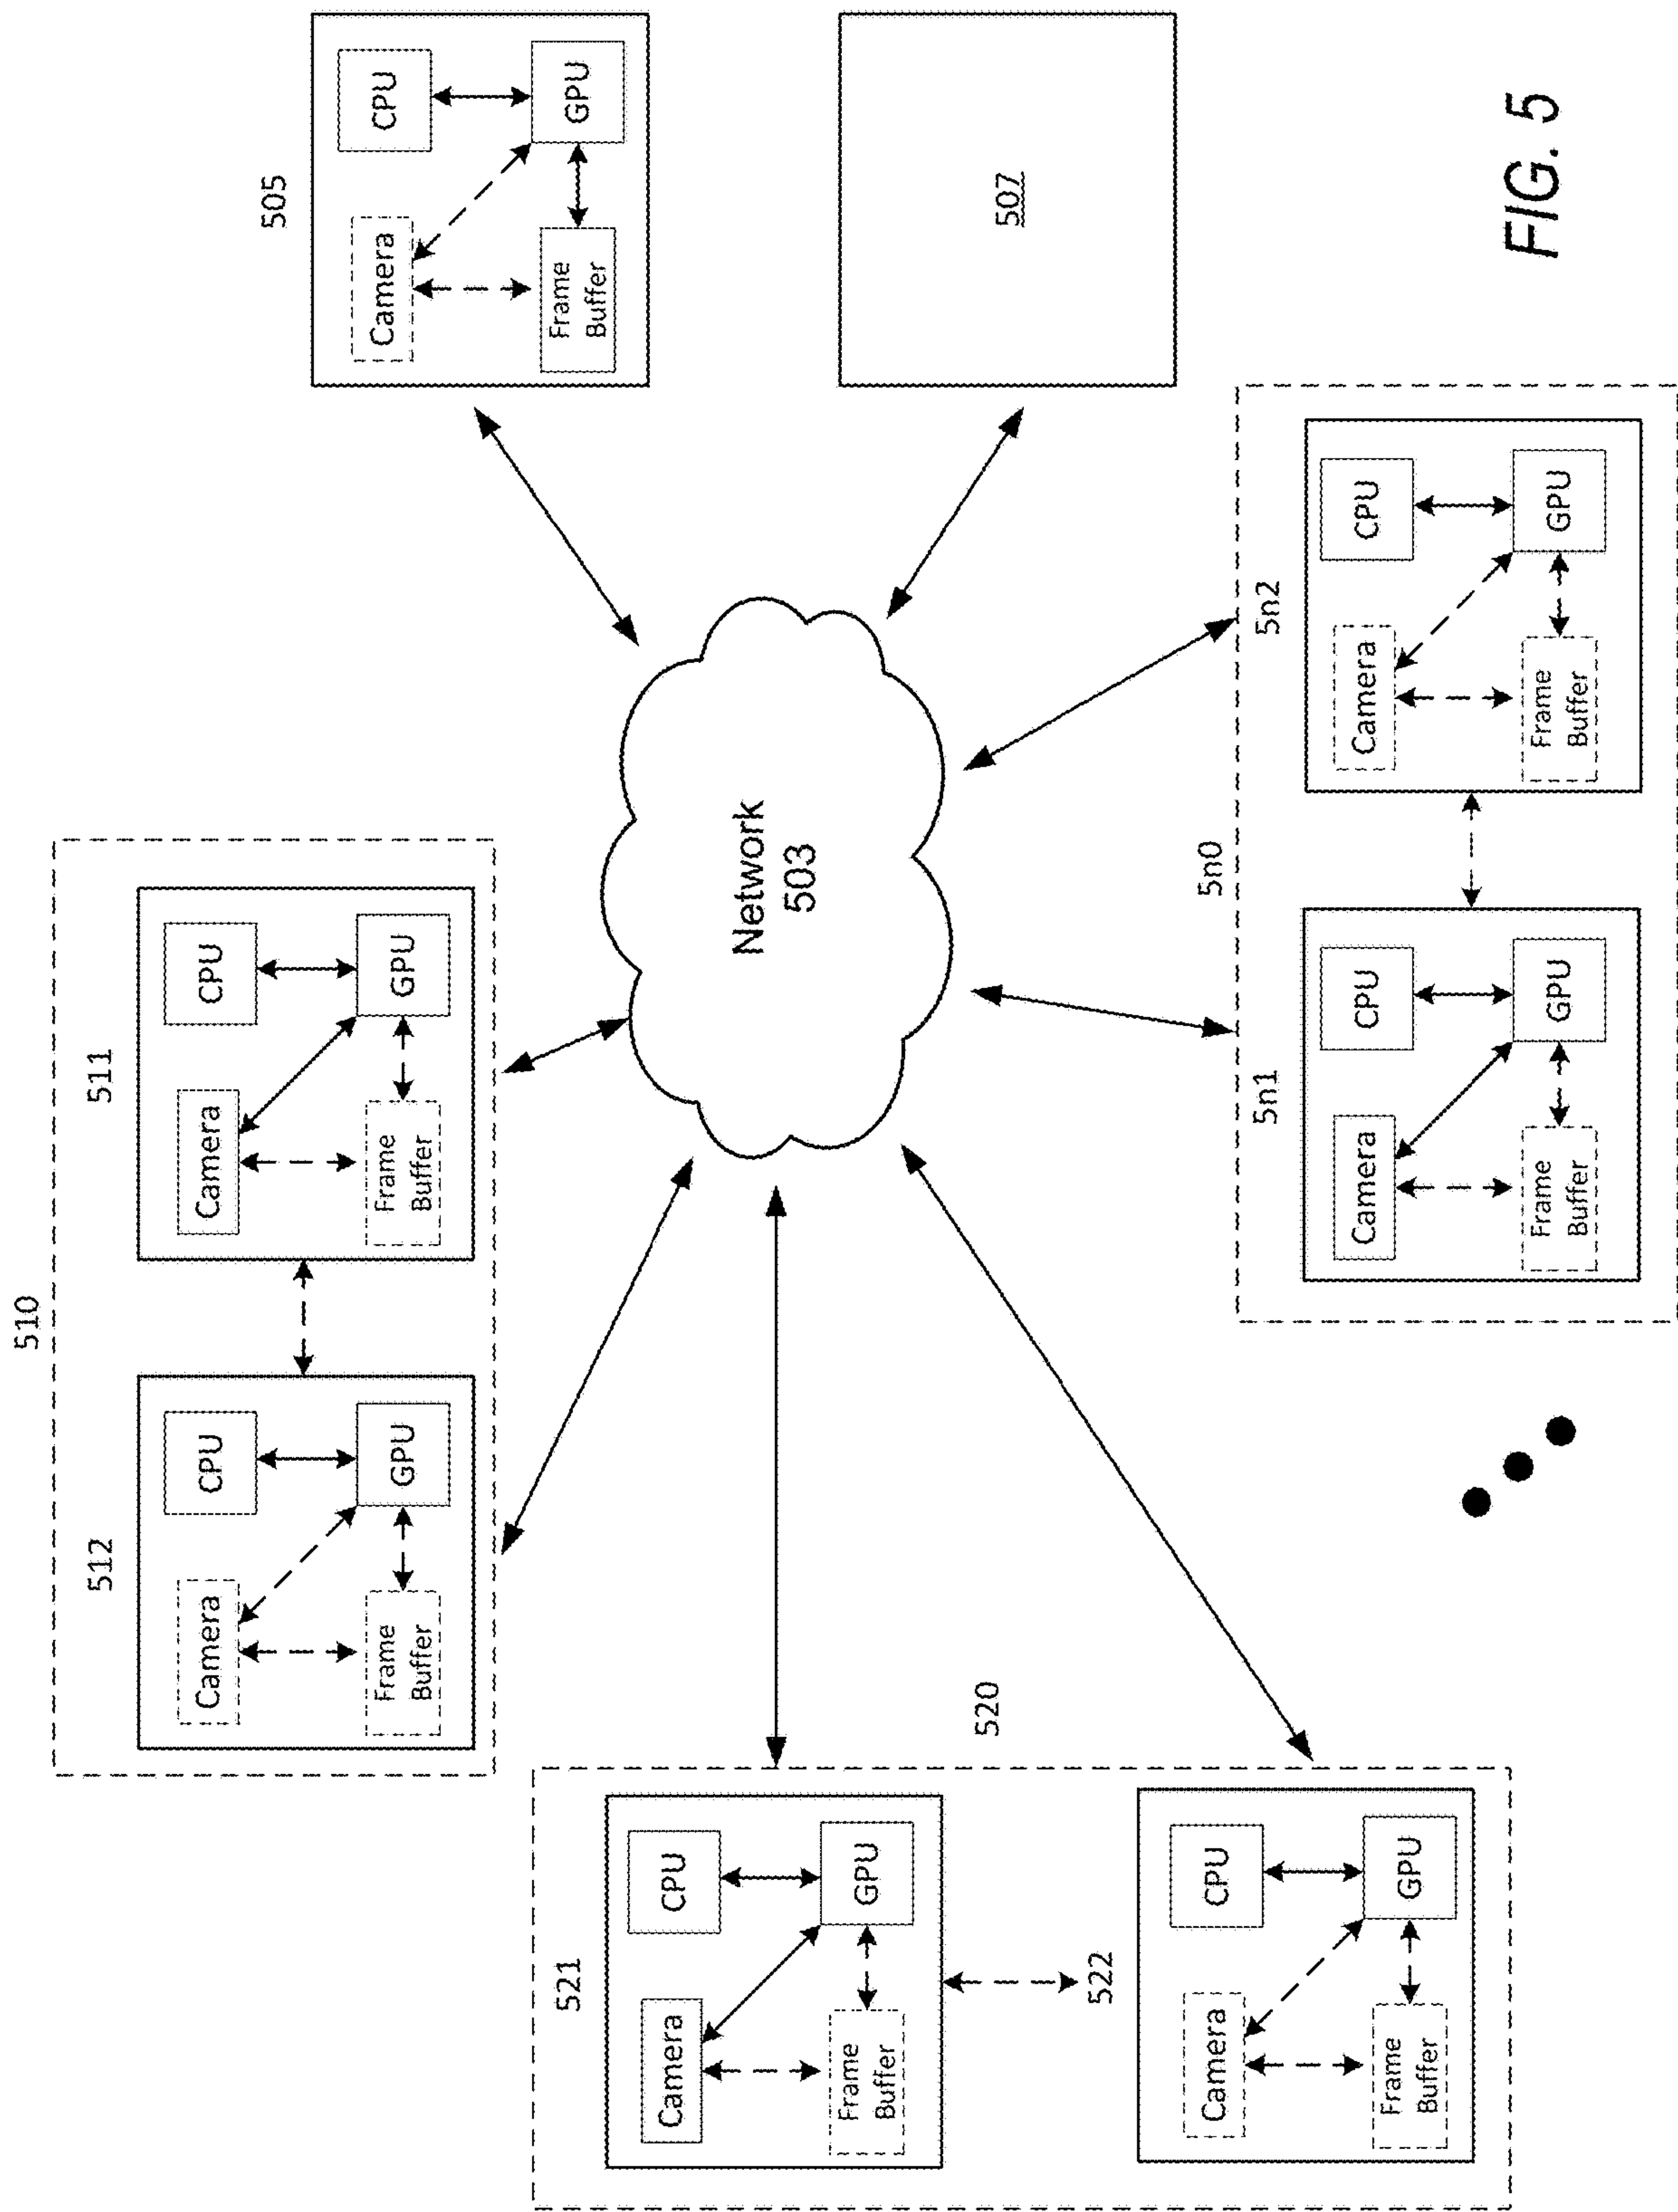 510
512
Camera
CPU
Frame
Buffer
GPU
511
Camera
CPU
Frame
Buffer
GPU
505
Camera
CPU
Frame
Buffer
GPU
521
Camera
CPU
Frame
Buffer
GPU
520
522
Camera
CPU
Frame
Buffer
GPU
Network
503
507
5n0
5n1
Camera
CPU
Frame
Buffer
GPU
5n2
Camera
CPU
Frame
Buffer
GPU
FIG. 5